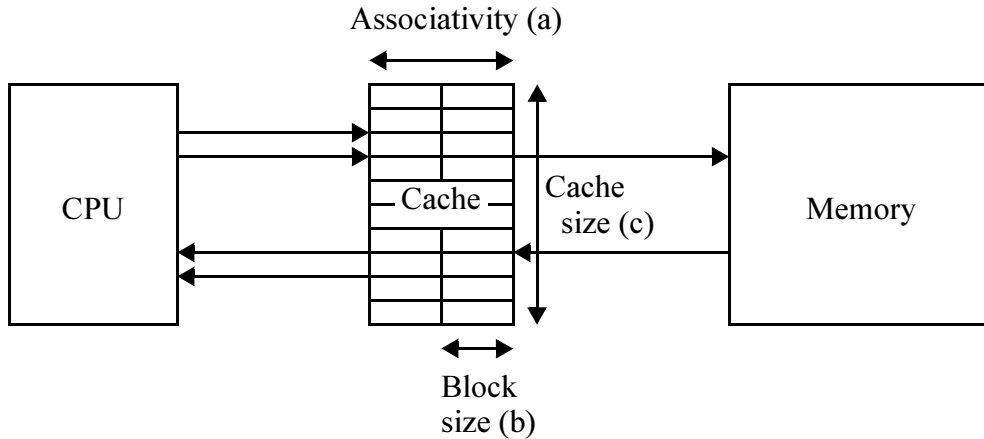 Associativity (a)
CPU
Cache
Cache
size (c)
Memory
Block
size (b)